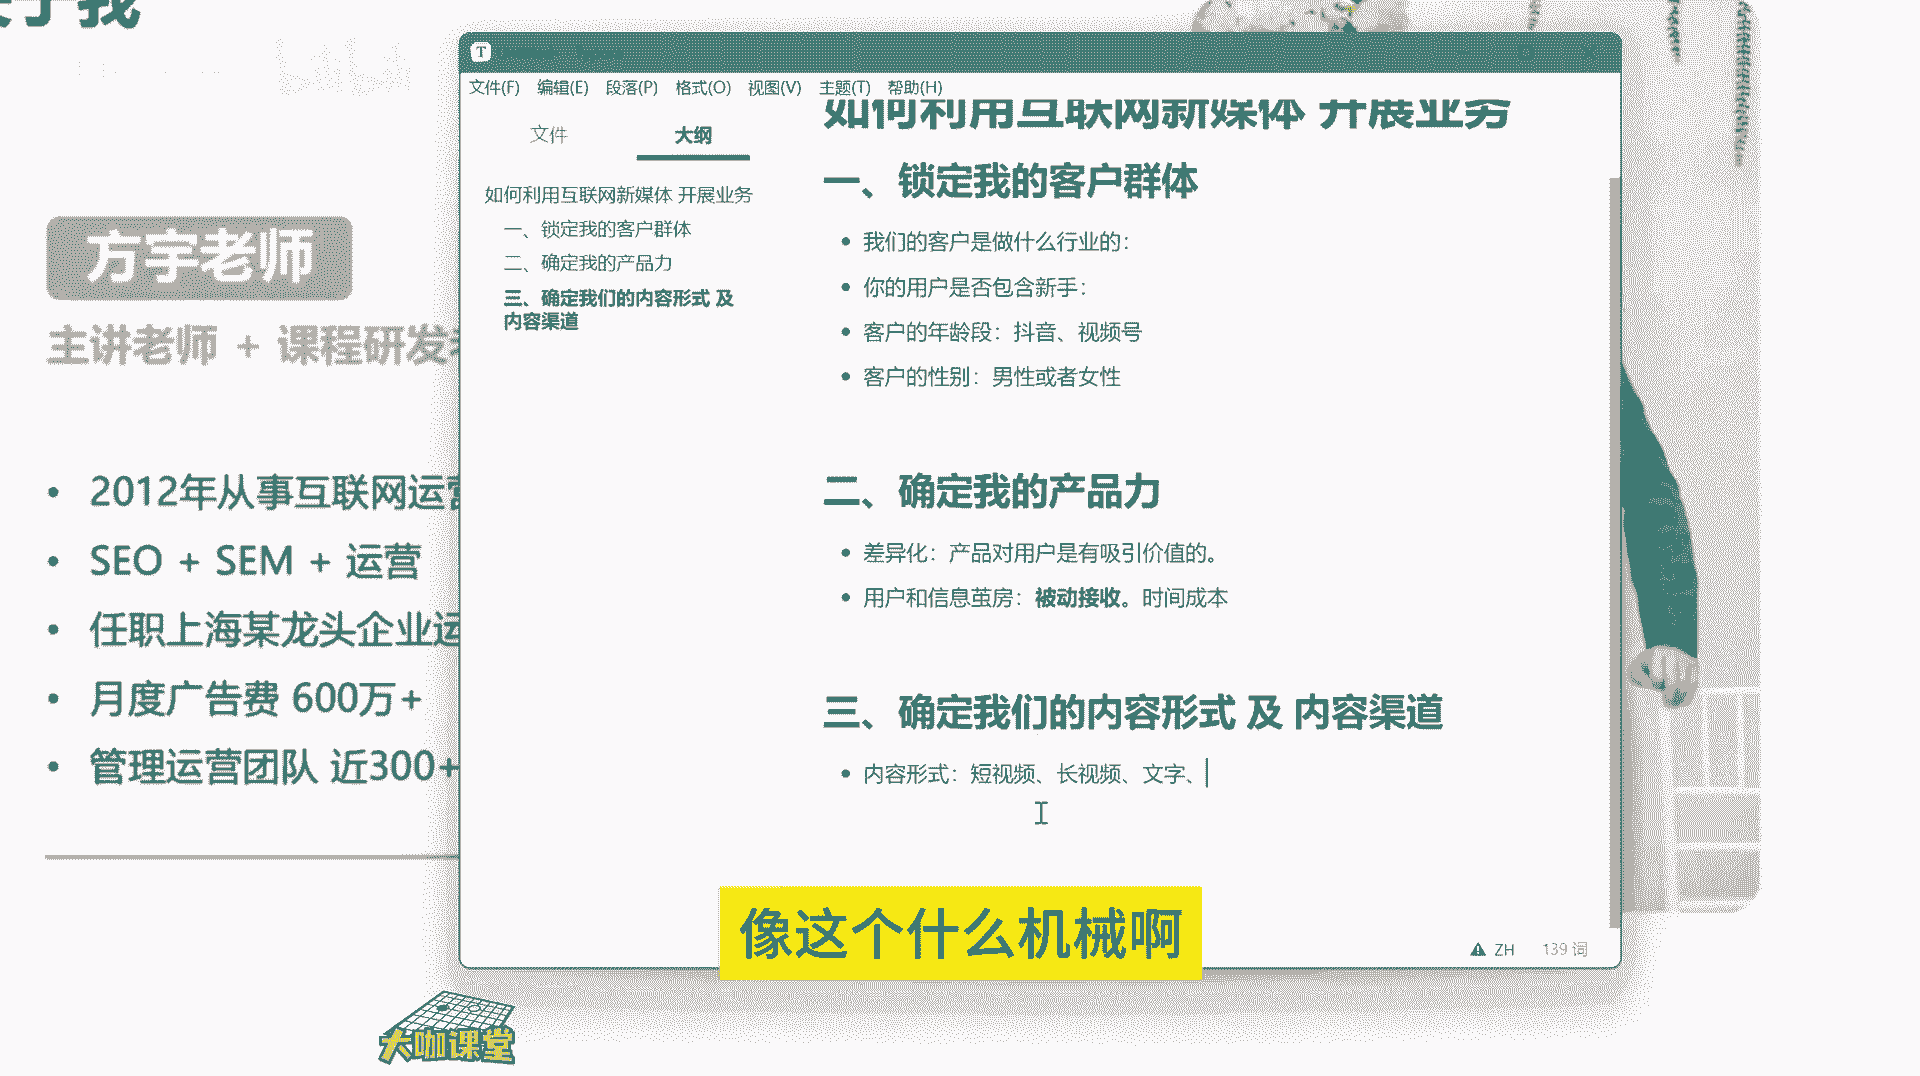 方宇老师
主讲老师 + 课程研发
2012年从事互联网运营
SEO + SEM + 运营
任职上海某龙头企业运
月度广告费 600万+
管理运营团队 近300+
T
文件(F) 编辑(E) 段落(P) 格式(O) 视图(V) 主题(T) 帮助(H)
文件 大纲
如何利用互联网新媒体 开展业务
一、锁定我的客户群体
二、确定我的产品力
三、确定我们的内容形式 及
内容渠道
如何利用互联网新媒体 开展业务
一、锁定我的客户群体
我们的客户是做什么行业的：
你的用户是否包含新手：
客户的年龄段：抖音、视频号
客户的性别：男性或者女性
二、确定我的产品力
差异化：产品对用户是有吸引价值的。
用户和信息茧房：被动接收。时间成本
三、确定我们的内容形式 及 内容渠道
内容形式：短视频、长视频、文字、
ZH 139 词
像这个什么机械啊
大咖课堂